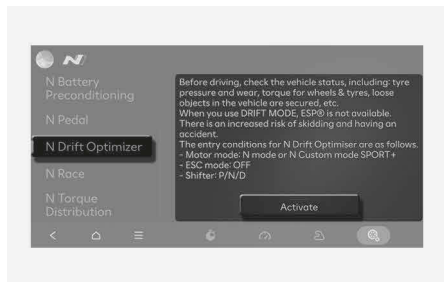 N
N Battery
Preconditioning
N Pedal
N Drift Optimizer
N Race
N Torque
Distribution
Before driving, check the vehicle status, including: tyre
pressure and wear, torque for wheels & tyres, loose
objects in the vehicle are secured, etc.
When you use DRIFT MODE, ESP® is not available.
There is an increased risk of skidding and having an
accident.
The entry conditions for N Drift Optimiser are as follows.
- Motor mode: N mode or N Custom mode SPORT+
- ESC mode: OFF
- Shifter: P/N/D
Activate